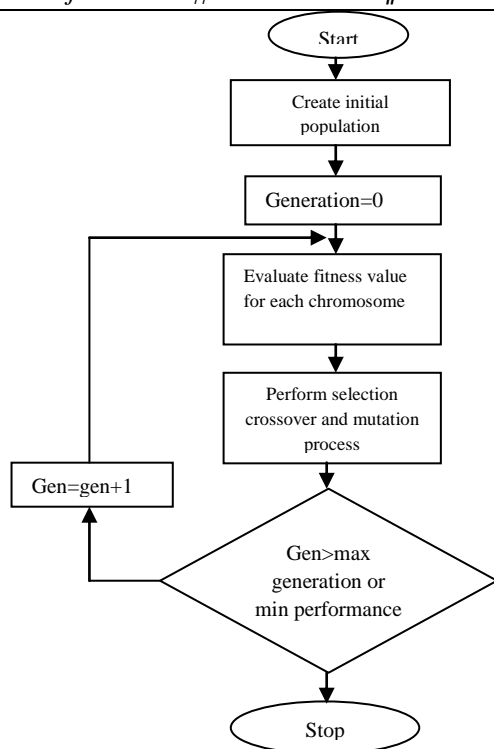 Start
Create initial
population
Generation=0
Evaluate fitness value
for each chromosome
Perform selection
crossover and mutation
process
Gen=gen+1
Gen>max
generation or
min performance
Stop